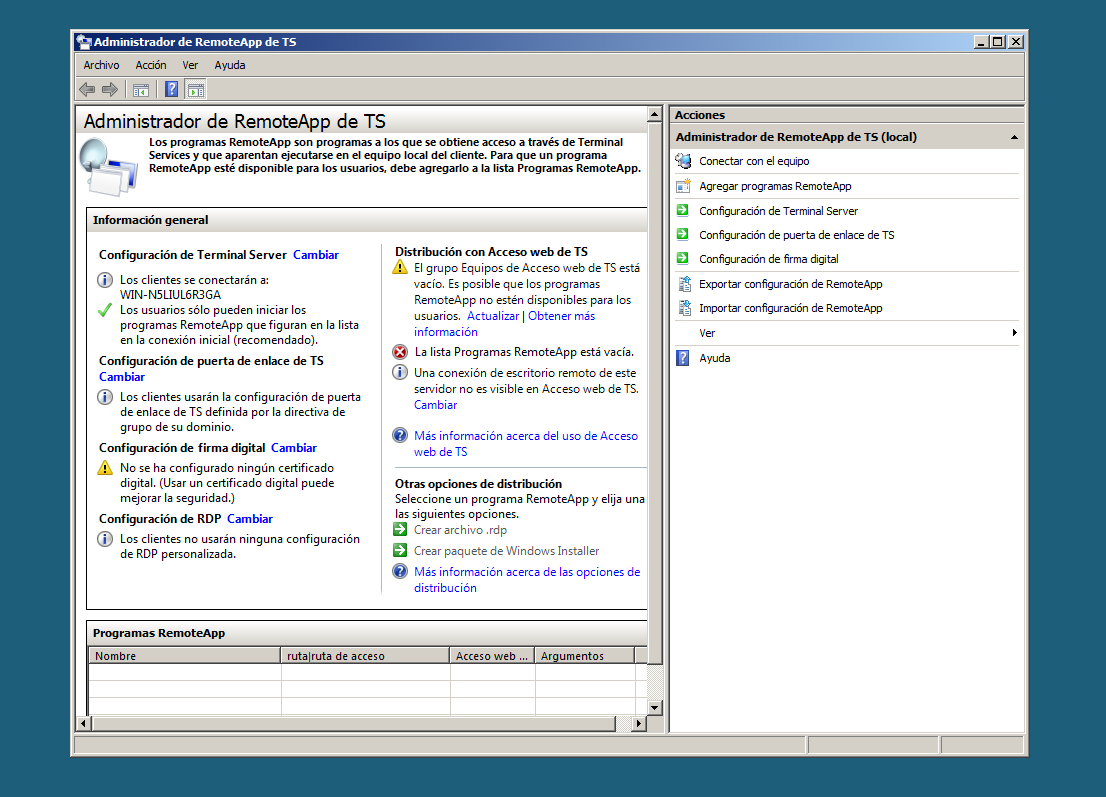 Administrador de RemoteApp de TS
Archivo Acción Ver Ayuda
Administrador de RemoteApp de TS
Los programas RemoteApp son programas a los que se obtiene acceso a través de Terminal
Services y que aparentan ejecutarse en el equipo local del cliente. Para que un programa
RemoteApp esté disponible para los usuarios, debe agregarlo a la lista Programas RemoteApp.
Información general
Configuración de Terminal Server Cambiar
Los clientes se conectarán a:
WIN-N5LIUL6R3GA
Los usuarios sólo pueden iniciar los
programas RemoteApp que figuran en la lista
en la conexión inicial (recomendado).
Configuración de puerta de enlace de TS
Cambiar
Los clientes usarán la configuración de puerta
de enlace de TS definida por la directiva de
grupo de su dominio.
Configuración de firma digital Cambiar
No se ha configurado ningún certificado
digital. (Usar un certificado digital puede
mejorar la seguridad.)
Configuración de RDP Cambiar
Los clientes no usarán ninguna configuración
de RDP personalizada.
Distribución con Acceso web de TS
El grupo Equipos de Acceso web de TS está
vacío. Es posible que los programas
RemoteApp no estén disponibles para los
usuarios. Actualizar | Obtener más
información
La lista Programas RemoteApp está vacía.
Una conexión de escritorio remoto de este
servidor no es visible en Acceso web de TS.
Cambiar
Más información acerca del uso de Acceso
web de TS
Otras opciones de distribución
Seleccione un programa RemoteApp y elija una
las siguientes opciones.
Crear archivo .rdp
Crear paquete de Windows Installer
Más información acerca de las opciones de
distribución
Programas RemoteApp
Nombre ruta|ruta de acceso Acceso web ... Argumentos
Acciones
Administrador de RemoteApp de TS (local)
Conectar con el equipo
Agregar programas RemoteApp
Configuración de Terminal Server
Configuración de puerta de enlace de TS
Configuración de firma digital
Exportar configuración de RemoteApp
Importar configuración de RemoteApp
Ver
Ayuda